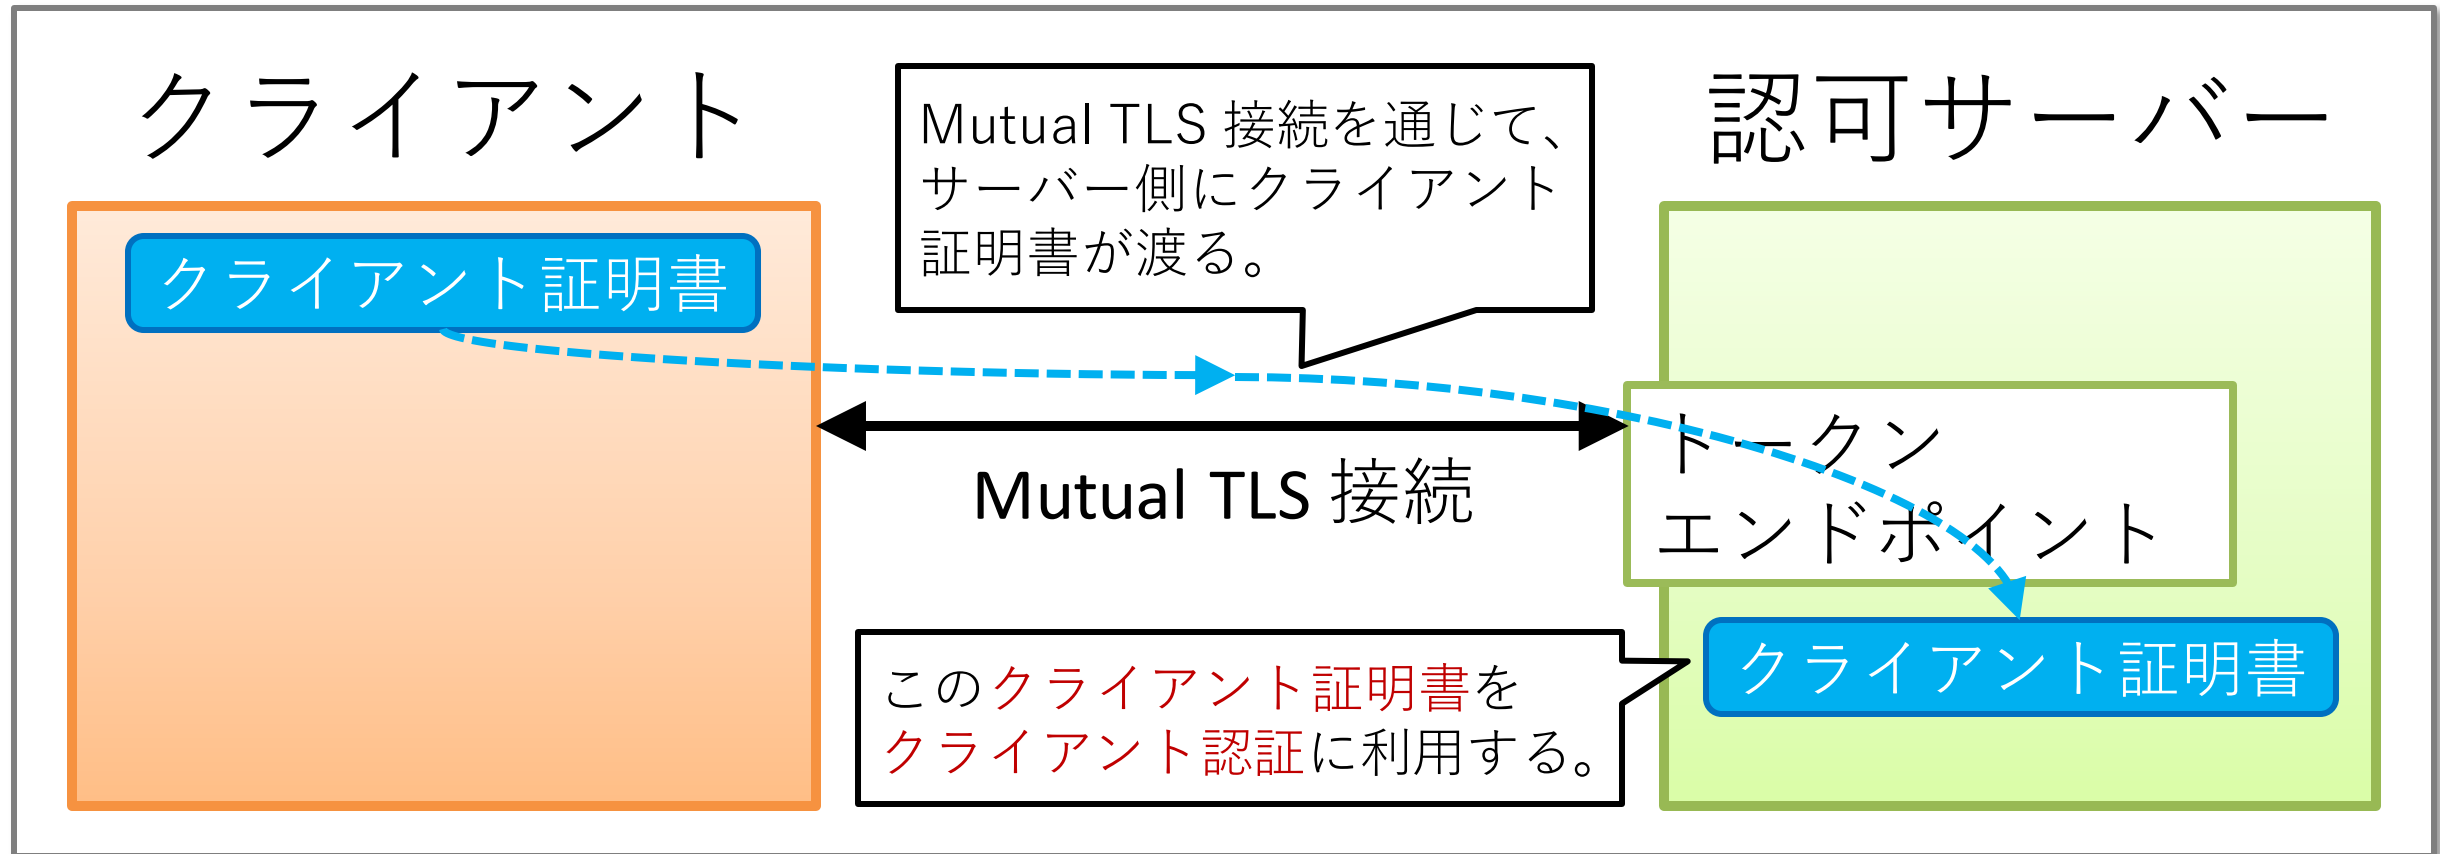 クライアント
認可サーバー
Mutual TLS 接続を通じて、
サーバー側にクライアント
証明書が渡る。
クライアント証明書
Mutual TLS 接続
トークン
エンドポイント
このクライアント証明書を
クライアント認証に利用する。
クライアント証明書